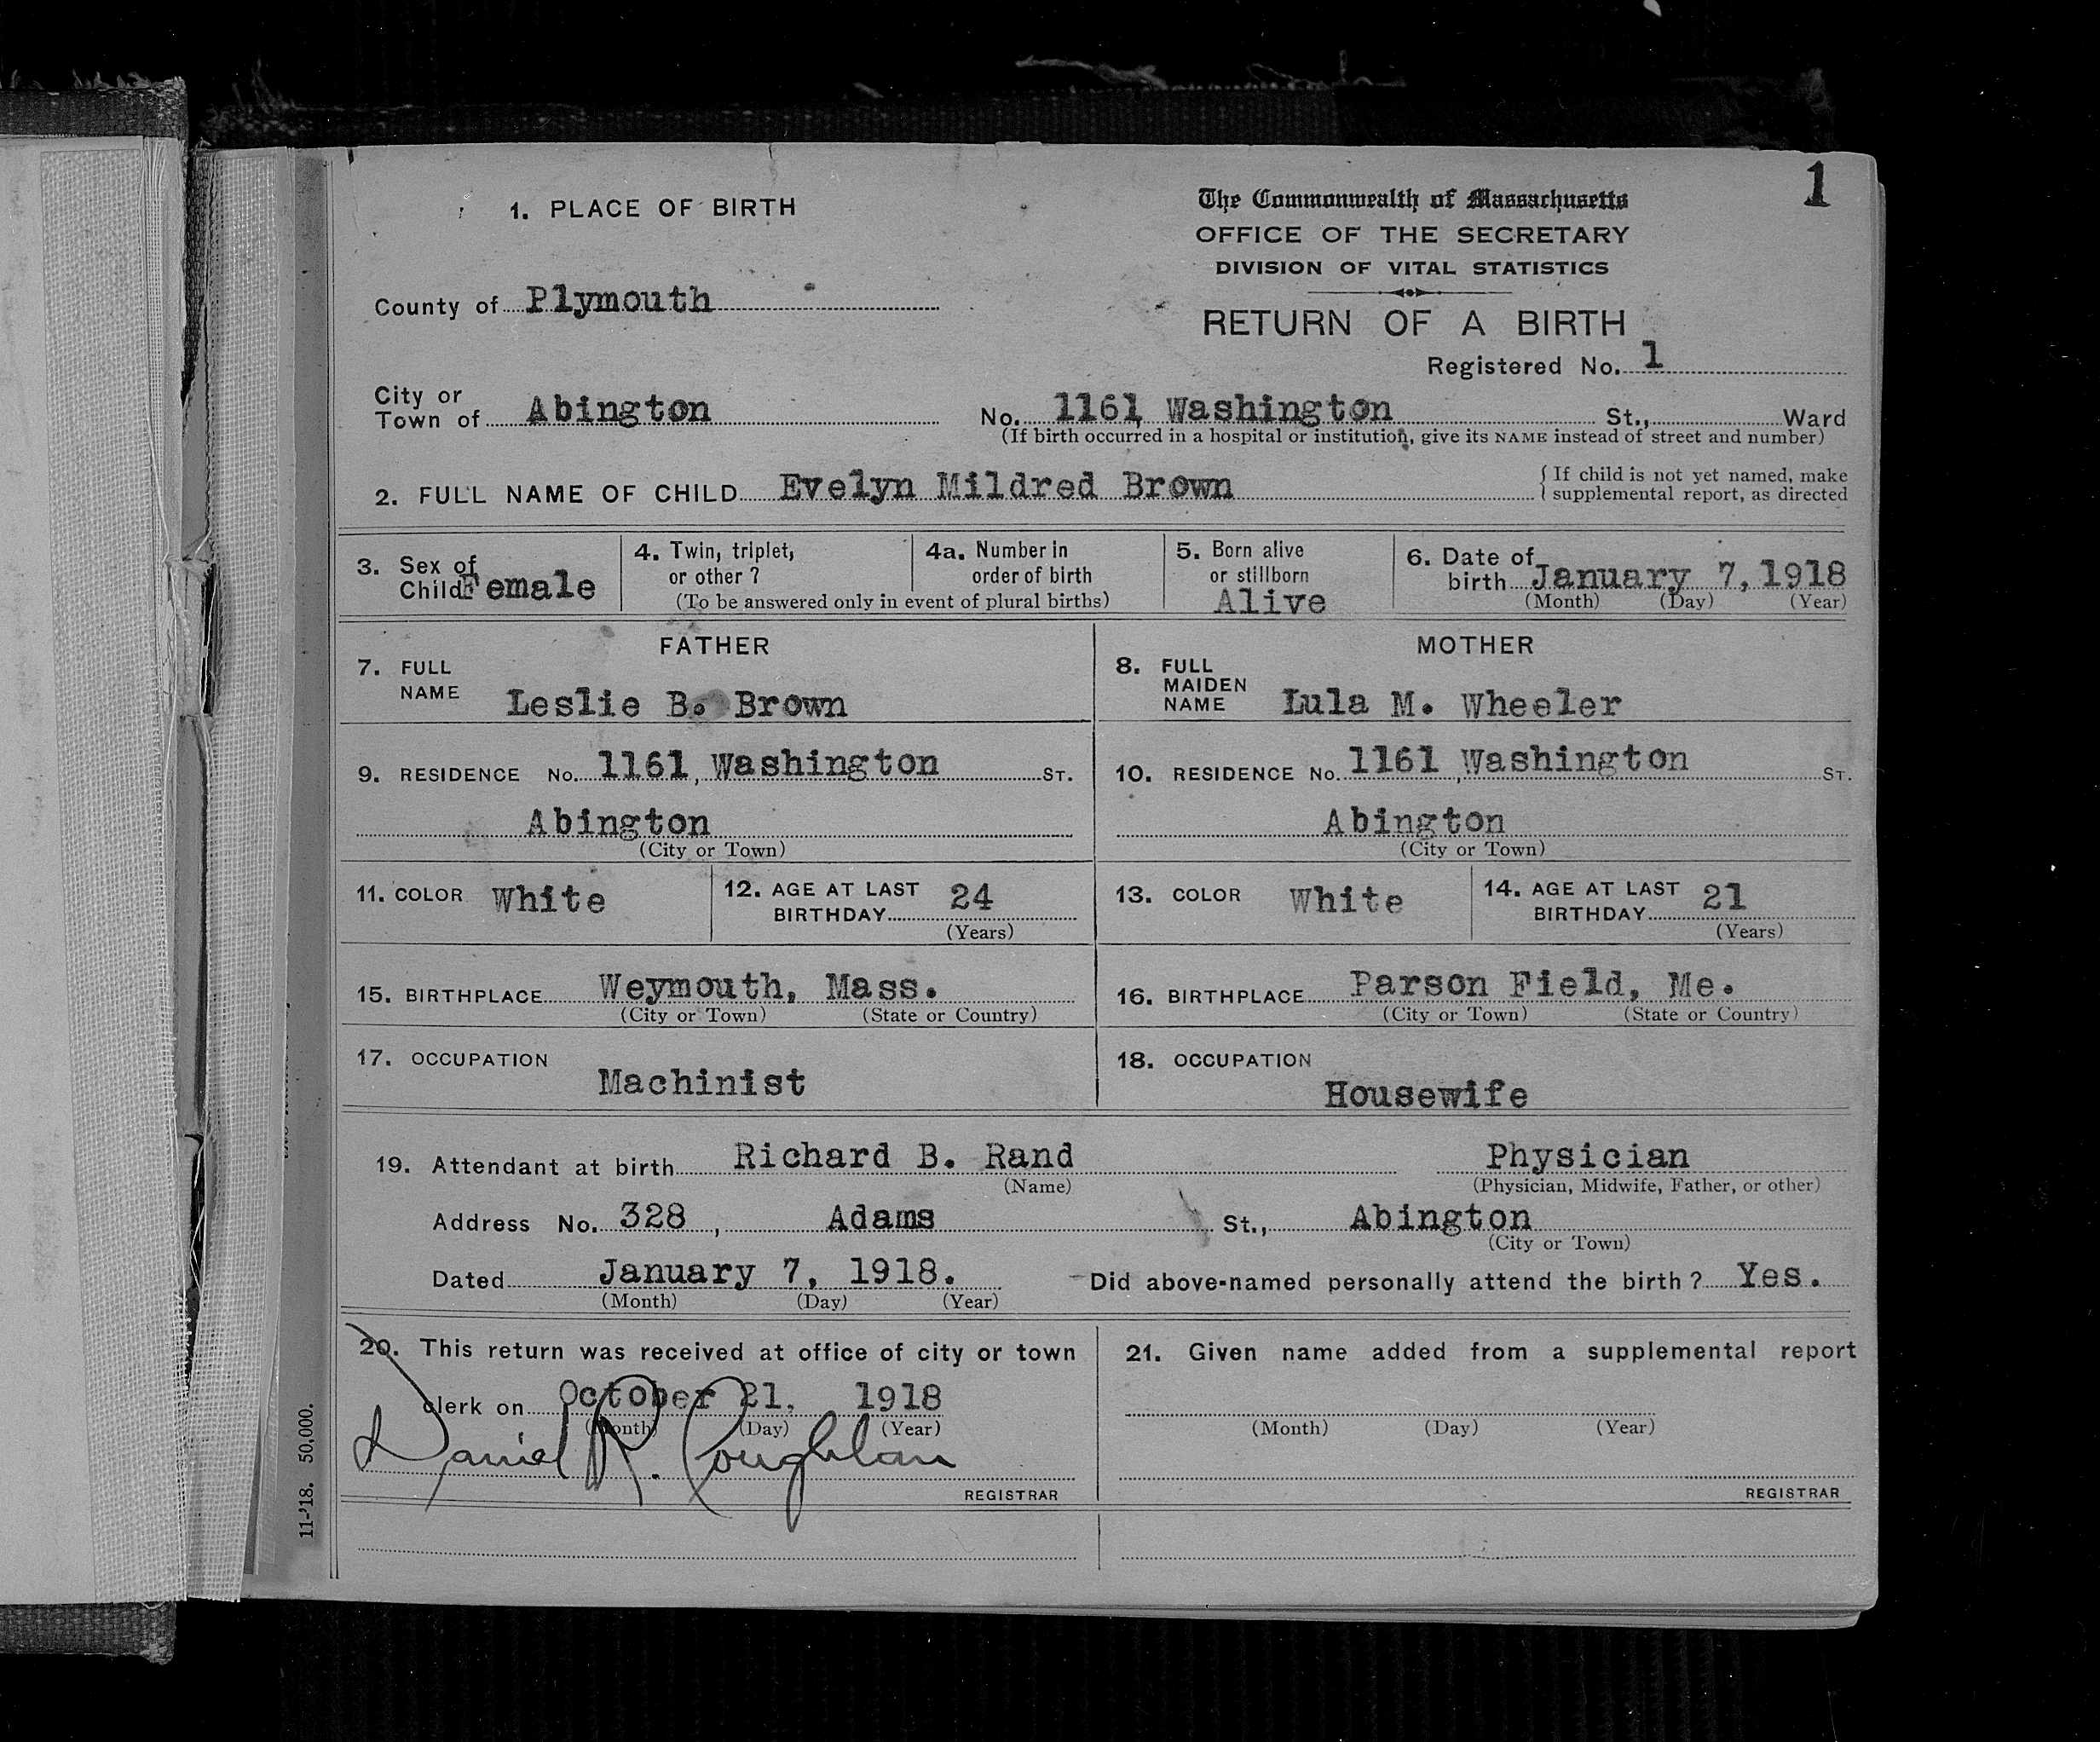 1
1. PLACE OF BIRTH
The Commonwealth of Massachusetts
OFFICE OF THE SECRETARY
DIVISION OF VITAL STATISTICS
RETURN OF A BIRTH
County of Plymouth
Registered No. 1
City or
Town of Abington No. 1161, Washington St., Ward
(If birth occurred in a hospital or institution, give its NAME instead of street and number)
2. FULL NAME OF CHILD Evelyn Mildred Brown { If child is not yet named, make
supplemental report, as directed
3. Sex of
Child Female
4. Twin, triplet,
or other ?
4a. Number in
order of birth
(To be answered only in event of plural births)
5. Born alive
or stillborn
Alive
6. Date of
birth January 7, 1918
(Month) (Day) (Year)
FATHER
7. FULL
NAME Leslie B. Brown
MOTHER
8. FULL
MAIDEN
NAME Lula M. Wheeler
9. RESIDENCE No. 1161, Washington ST.
Abington
(City or Town)
10. RESIDENCE No. 1161, Washington ST.
Abington
(City or Town)
11. COLOR White
12. AGE AT LAST
BIRTHDAY 24
(Years)
13. COLOR White
14. AGE AT LAST
BIRTHDAY 21
(Years)
15. BIRTHPLACE Weymouth, Mass.
(City or Town) (State or Country)
16. BIRTHPLACE Parson Field, Me.
(City or Town) (State or Country)
17. OCCUPATION
Machinist
18. OCCUPATION
Housewife
19. Attendant at birth Richard B. Rand Physician
(Name) (Physician, Midwife, Father, or other)
Address No. 328, Adams St., Abington
(City or Town)
Dated January 7, 1918. Did above-named personally attend the birth ? Yes.
(Month) (Day) (Year)
20. This return was received at office of city or town
clerk on October 21, 1918
(Month) (Day) (Year)
Daniel R. Coughlan
REGISTRAR
21. Given name added from a supplemental report
(Month) (Day) (Year)
REGISTRAR
11-'18. 50,000.